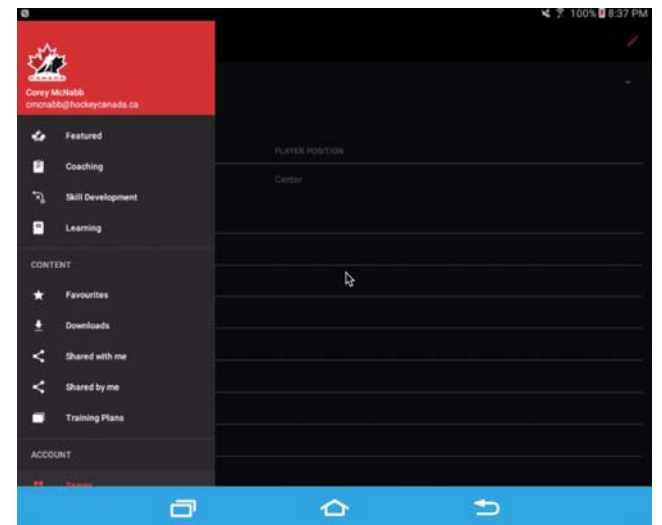 100% 8:37 PM
CANADA
Corey McNabb
cmcnabb@hockeycanada.ca
Featured
Coaching
Skill Development
Learning
CONTENT
Favourites
Downloads
Shared with me
Shared by me
Training Plans
ACCOUNT
Teams
PLAYER POSITION
Center